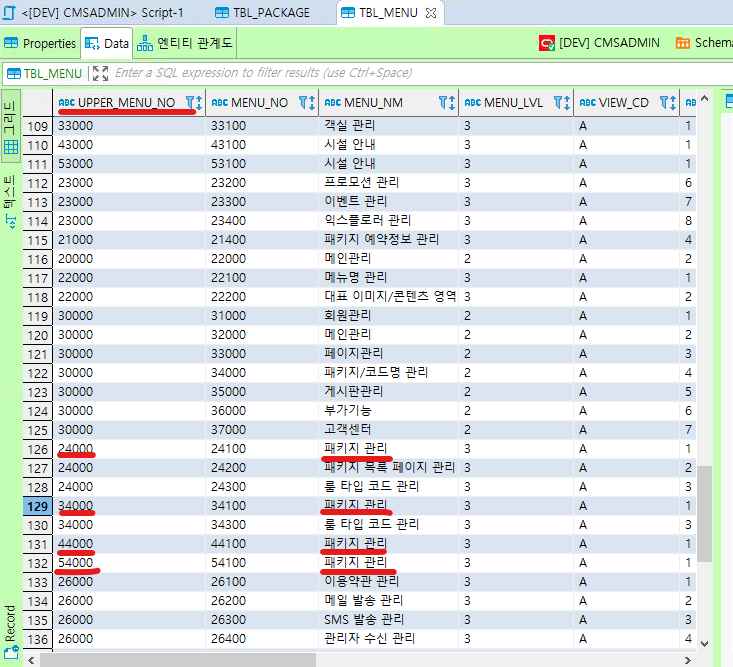 <[DEV] CMSADMIN> Script-1 TBL_PACKAGE TBL_MENU
Properties Data 엔티티 관계도 [DEV] CMSADMIN Schema
TBL_MENU Enter a SQL expression to filter results (use Ctrl+Space)
그리드
텍스트
Record
ABC UPPER_MENU_NO ABC MENU_NO ABC MENU_NM ABC MENU_LVL ABC VIEW_CD AB
109 33000 33100 객실 관리 3 A 1
110 43000 43100 시설 안내 3 A 1
111 53000 53100 시설 안내 3 A 1
112 23000 23200 프로모션 관리 3 A 6
113 23000 23300 이벤트 관리 3 A 7
114 23000 23400 익스플로러 관리 3 A 8
115 21000 21400 패키지 예약정보 관리 3 A 4
116 20000 22000 메인관리 2 A 2
117 22000 22100 메뉴명 관리 3 A 1
118 22000 22200 대표 이미지/콘텐츠 영역 3 A 2
119 30000 31000 회원관리 2 A 1
120 30000 32000 메인관리 2 A 2
121 30000 33000 페이지관리 2 A 3
122 30000 34000 패키지/코드명 관리 2 A 4
123 30000 35000 게시판관리 2 A 5
124 30000 36000 부가기능 2 A 6
125 30000 37000 고객센터 2 A 7
126 24000 24100 패키지 관리 3 A 1
127 24000 24200 패키지 목록 페이지 관리 3 A 2
128 24000 24300 룸 타입 코드 관리 3 A 3
129 34000 34100 패키지 관리 3 A 1
130 34000 34300 룸 타입 코드 관리 3 A 3
131 44000 44100 패키지 관리 3 A 1
132 54000 54100 패키지 관리 3 A 1
133 26000 26100 이용약관 관리 3 A 1
134 26000 26200 메일 발송 관리 3 A 2
135 26000 26300 SMS 발송 관리 3 A 3
136 26000 26400 관리자 수신 관리 3 A 4